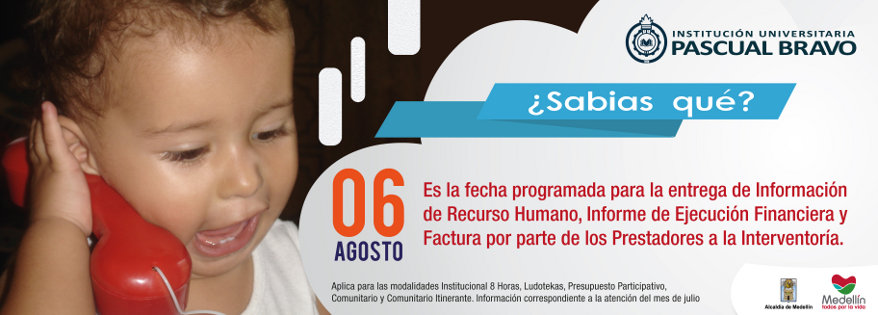 INSTITUCIÓN UNIVERSITARIA
PASCUAL BRAVO
¿Sabias qué?
06
AGOSTO
Es la fecha programada para la entrega de Información
de Recurso Humano, Informe de Ejecución Financiera y
Factura por parte de los Prestadores a la Interventoría.
Aplica para las modalidades Institucional 8 Horas, Ludotekas, Presupuesto Participativo,
Comunitario y Comunitario Itinerante. Información correspondiente a la atención del mes de julio
Alcaldía de Medellín
Medellín
todos por la vida